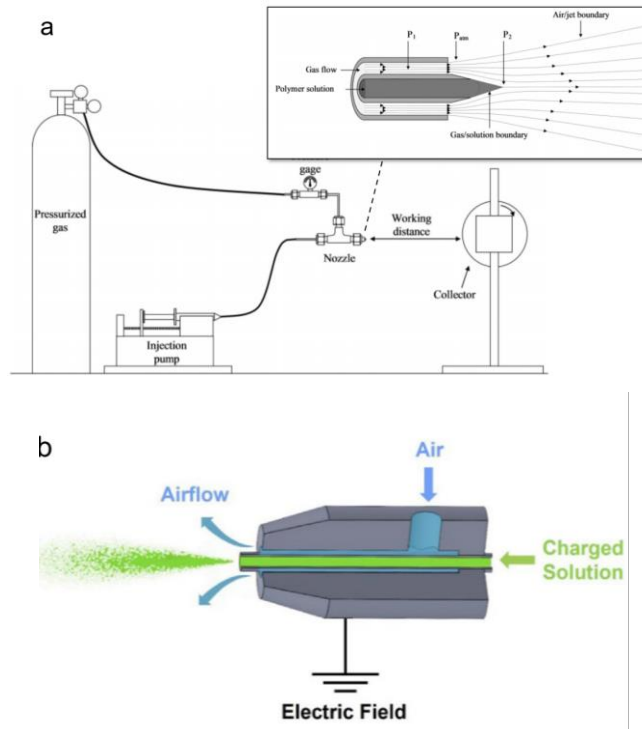 a
Air/jet boundary
P1
Patm
P2
Gas flow
Polymer solution
Gas/solution boundary
gage
Pressurized
gas
Working
distance
Nozzle
Collector
Injection
pump
b
Air
Airflow
Charged
Solution
Electric Field